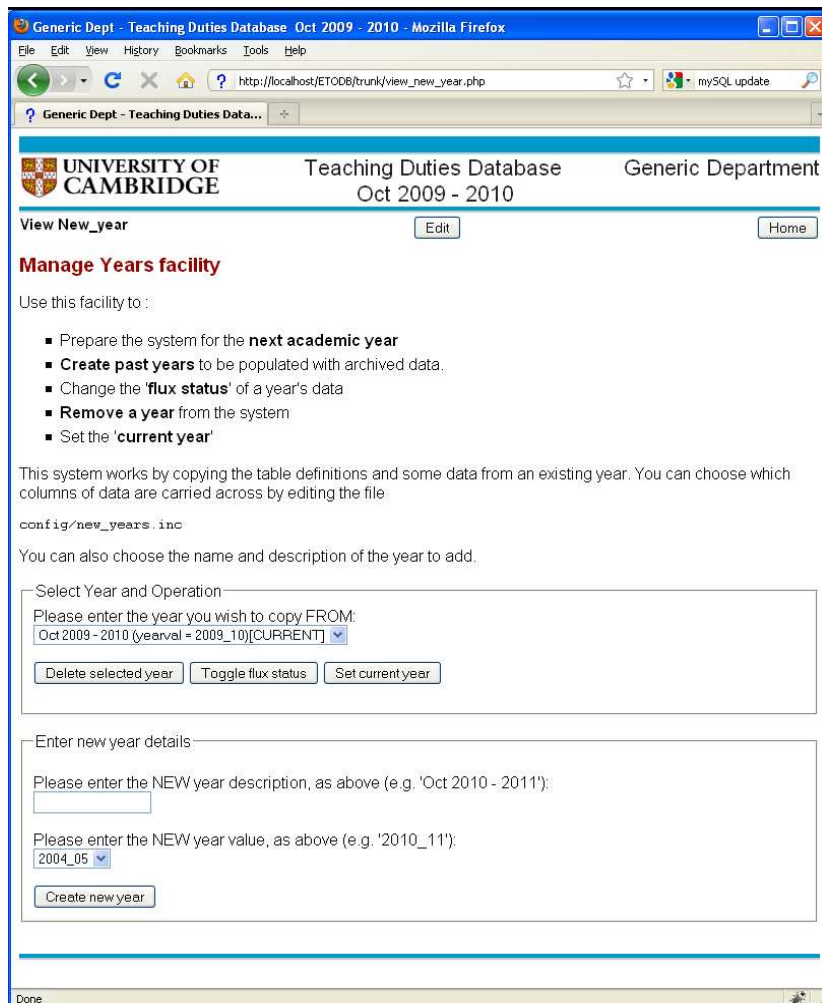 Generic Dept - Teaching Duties Database Oct 2009 - 2010 - Mozilla Firefox
File Edit View History Bookmarks Tools Help
http://localhost/ETODB/trunk/view_new_year.php
mySQL update
Generic Dept - Teaching Duties Data...
UNIVERSITY OF
CAMBRIDGE
Teaching Duties Database
Oct 2009 - 2010
Generic Department
View New_year
Edit
Home
Manage Years facility
Use this facility to :
Prepare the system for the next academic year
Create past years to be populated with archived data.
Change the 'flux status' of a year's data
Remove a year from the system
Set the 'current year'
This system works by copying the table definitions and some data from an existing year. You can choose which
columns of data are carried across by editing the file
config/new_years.inc
You can also choose the name and description of the year to add.
Select Year and Operation
Please enter the year you wish to copy FROM:
Oct 2009 - 2010 (yearval = 2009_10)[CURRENT]
Delete selected year Toggle flux status Set current year
Enter new year details
Please enter the NEW year description, as above (e.g. 'Oct 2010 - 2011'):
Please enter the NEW year value, as above (e.g. '2010_11'):
2004_05
Create new year
Done